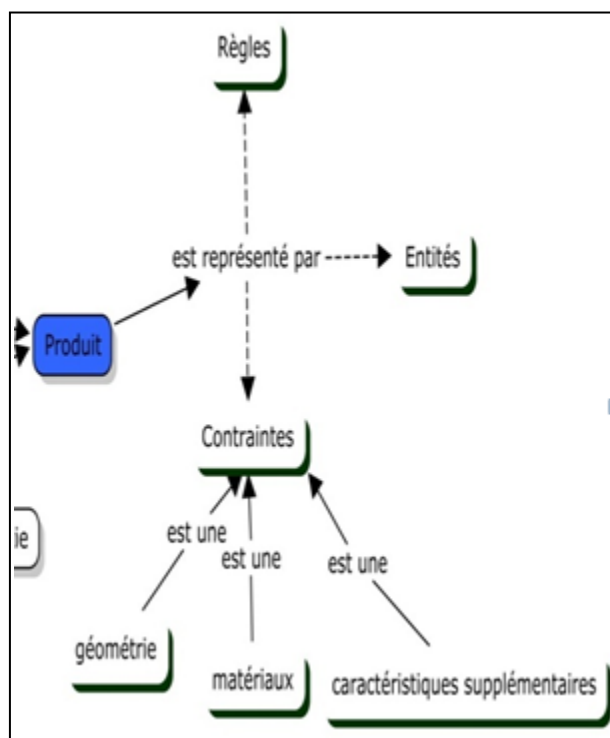 Règles
est représenté par
Entités
Produit
Contraintes
ie
est une
est une
est une
géométrie
matériaux
caractéristiques supplémentaires